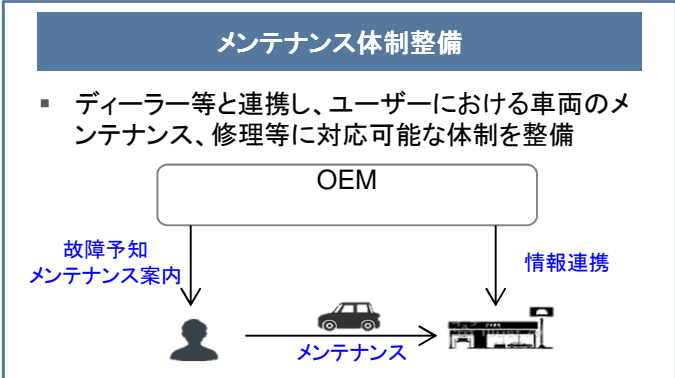 メンテナンス体制整備
▪ ディーラー等と連携し、ユーザーにおける車両のメ
ンテナンス、修理等に対応可能な体制を整備
OEM
故障予知
メンテナンス案内
情報連携
メンテナンス